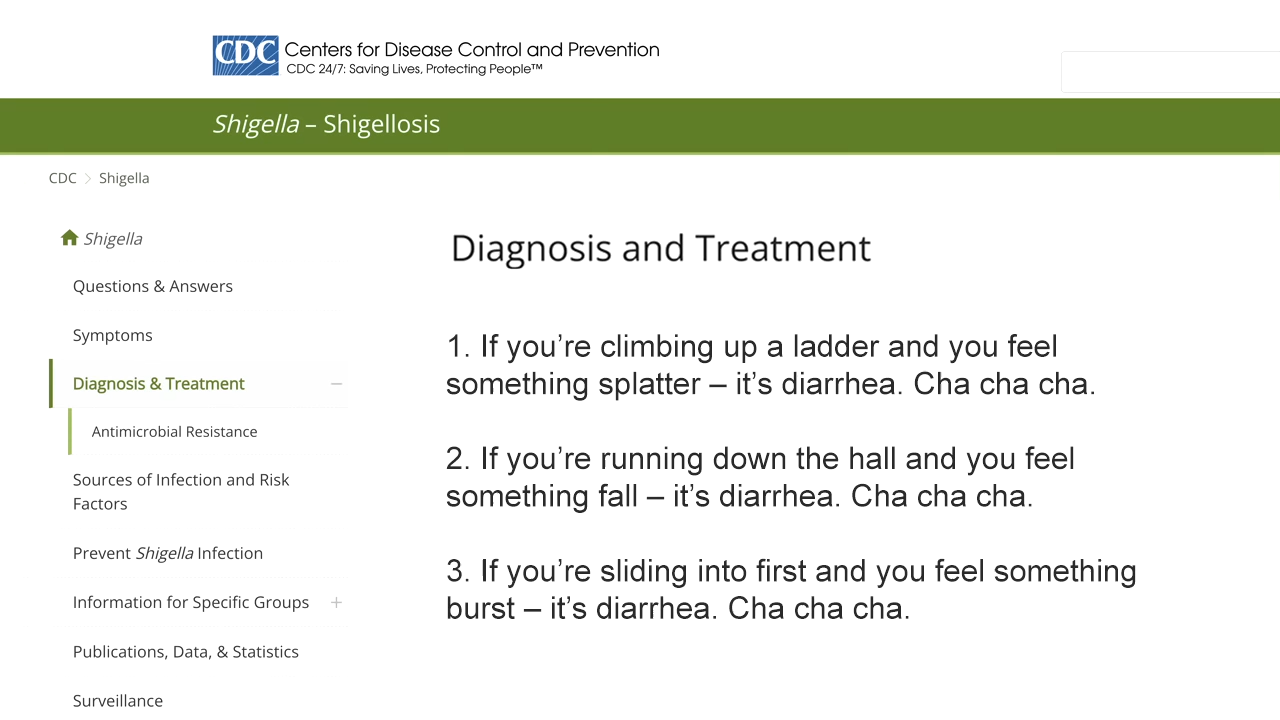 CDC Centers for Disease Control and Prevention
CDC 24/7: Saving Lives, Protecting People™
Shigella – Shigellosis
CDC > Shigella
Shigella
Questions & Answers
Symptoms
Diagnosis & Treatment
Antimicrobial Resistance
Sources of Infection and Risk
Factors
Prevent Shigella Infection
Information for Specific Groups
Publications, Data, & Statistics
Surveillance
Diagnosis and Treatment
1. If you’re climbing up a ladder and you feel
something splatter – it’s diarrhea. Cha cha cha.
2. If you’re running down the hall and you feel
something fall – it’s diarrhea. Cha cha cha.
3. If you’re sliding into first and you feel something
burst – it’s diarrhea. Cha cha cha.